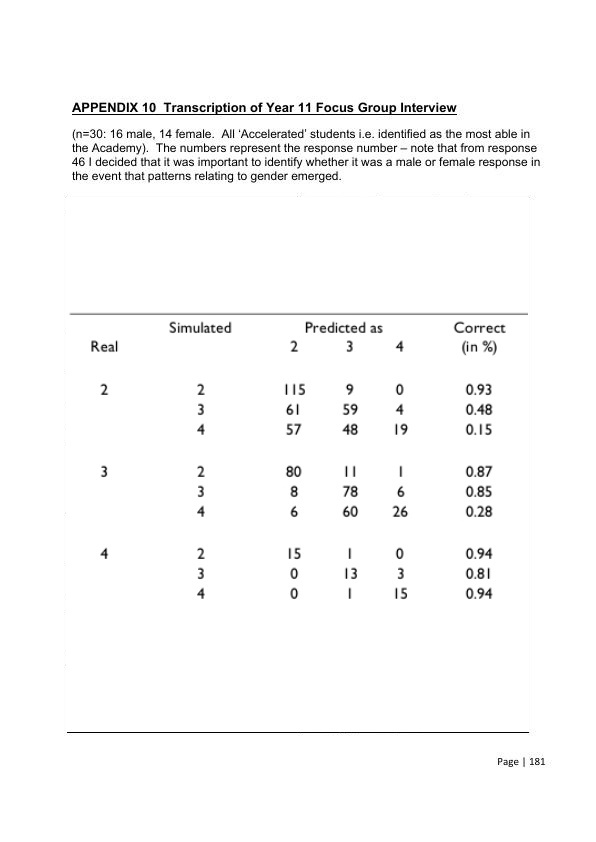 APPENDIX 10  Transcription of Year 11 Focus Group Interview
(n=30: 16 male, 14 female.  All ‘Accelerated’ students i.e. identified as the most able in
the Academy).  The numbers represent the response number – note that from response
46 I decided that it was important to identify whether it was a male or female response in
the event that patterns relating to gender emerged.
Simulated Predicted as Correct
Real 2 3 4 (in %)
2 2 115 9 0 0.93
3 61 59 4 0.48
4 57 48 19 0.15
3 2 80 11 1 0.87
3 8 78 6 0.85
4 6 60 26 0.28
4 2 15 1 0 0.94
3 0 13 3 0.81
4 0 1 15 0.94
Page | 181